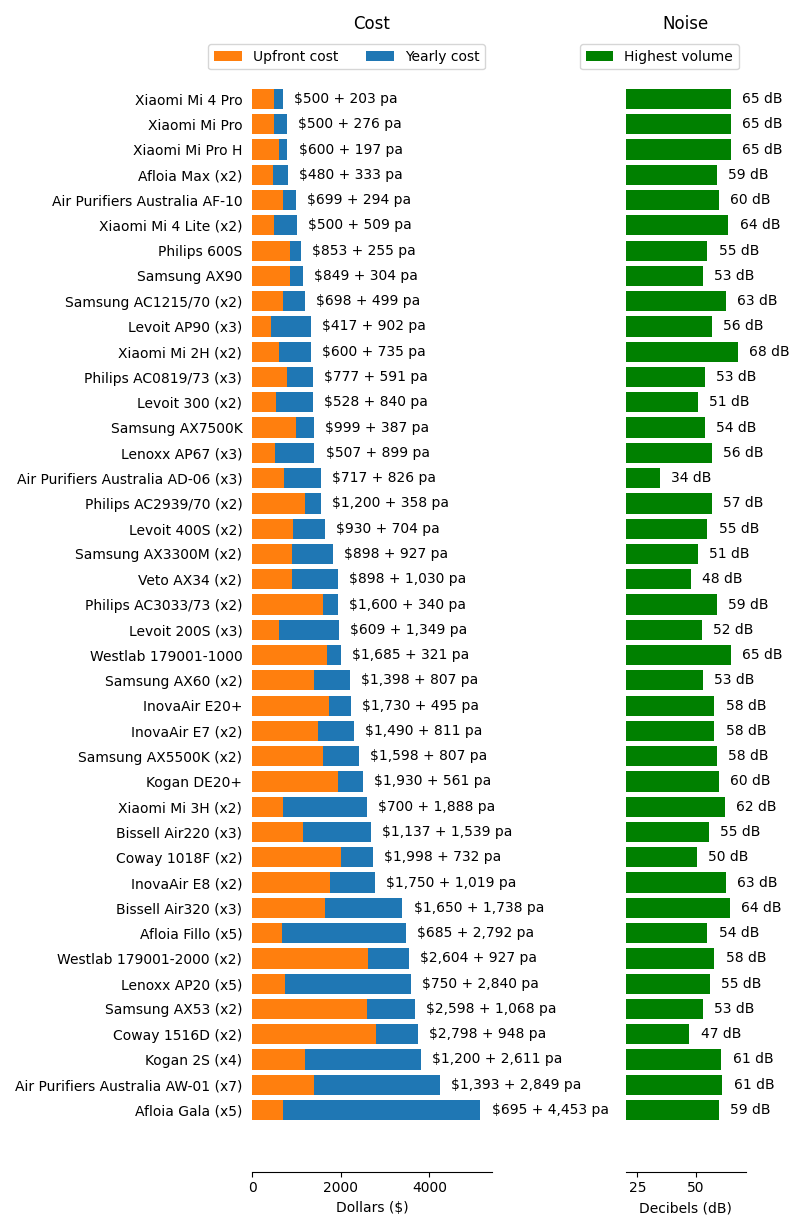 Cost Noise
Upfront cost Yearly cost Highest volume
Xiaomi Mi 4 Pro $500 + 203 pa 65 dB
Xiaomi Mi Pro $500 + 276 pa 65 dB
Xiaomi Mi Pro H $600 + 197 pa 65 dB
Afloia Max (x2) $480 + 333 pa 59 dB
Air Purifiers Australia AF-10 $699 + 294 pa 60 dB
Xiaomi Mi 4 Lite (x2) $500 + 509 pa 64 dB
Philips 600S $853 + 255 pa 55 dB
Samsung AX90 $849 + 304 pa 53 dB
Samsung AC1215/70 (x2) $698 + 499 pa 63 dB
Levoit AP90 (x3) $417 + 902 pa 56 dB
Xiaomi Mi 2H (x2) $600 + 735 pa 68 dB
Philips AC0819/73 (x3) $777 + 591 pa 53 dB
Levoit 300 (x2) $528 + 840 pa 51 dB
Samsung AX7500K $999 + 387 pa 54 dB
Lenoxx AP67 (x3) $507 + 899 pa 56 dB
Air Purifiers Australia AD-06 (x3) $717 + 826 pa 34 dB
Philips AC2939/70 (x2) $1,200 + 358 pa 57 dB
Levoit 400S (x2) $930 + 704 pa 55 dB
Samsung AX3300M (x2) $898 + 927 pa 51 dB
Veto AX34 (x2) $898 + 1,030 pa 48 dB
Philips AC3033/73 (x2) $1,600 + 340 pa 59 dB
Levoit 200S (x3) $609 + 1,349 pa 52 dB
Westlab 179001-1000 $1,685 + 321 pa 65 dB
Samsung AX60 (x2) $1,398 + 807 pa 53 dB
InovaAir E20+ $1,730 + 495 pa 58 dB
InovaAir E7 (x2) $1,490 + 811 pa 58 dB
Samsung AX5500K (x2) $1,598 + 807 pa 58 dB
Kogan DE20+ $1,930 + 561 pa 60 dB
Xiaomi Mi 3H (x2) $700 + 1,888 pa 62 dB
Bissell Air220 (x3) $1,137 + 1,539 pa 55 dB
Coway 1018F (x2) $1,998 + 732 pa 50 dB
InovaAir E8 (x2) $1,750 + 1,019 pa 63 dB
Bissell Air320 (x3) $1,650 + 1,738 pa 64 dB
Afloia Fillo (x5) $685 + 2,792 pa 54 dB
Westlab 179001-2000 (x2) $2,604 + 927 pa 58 dB
Lenoxx AP20 (x5) $750 + 2,840 pa 55 dB
Samsung AX53 (x2) $2,598 + 1,068 pa 53 dB
Coway 1516D (x2) $2,798 + 948 pa 47 dB
Kogan 2S (x4) $1,200 + 2,611 pa 61 dB
Air Purifiers Australia AW-01 (x7) $1,393 + 2,849 pa 61 dB
Afloia Gala (x5) $695 + 4,453 pa 59 dB
0 2000 4000 25 50
Dollars ($) Decibels (dB)